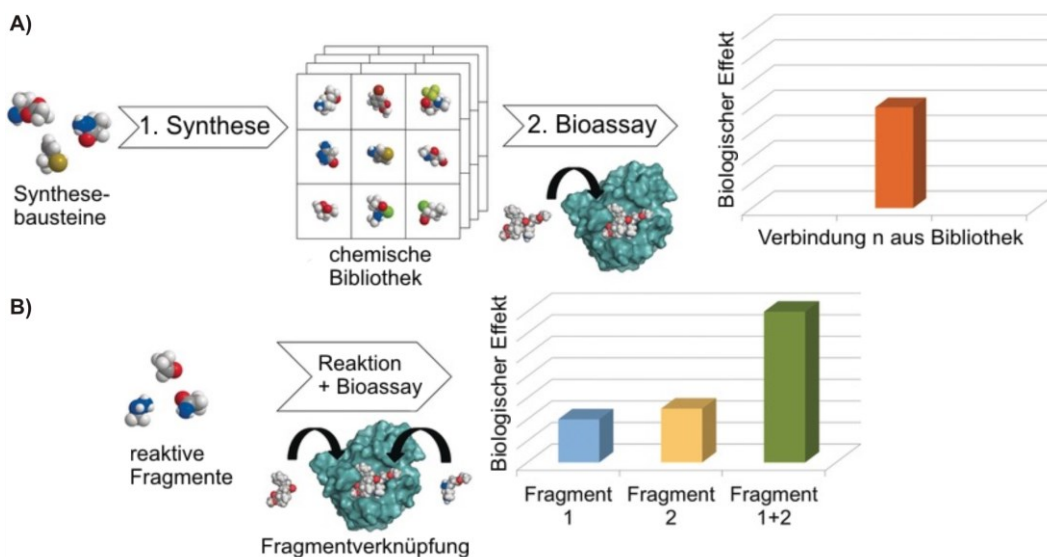 A)
1. Synthese
2. Bioassay
Synthese-
bausteine
chemische
Bibliothek
Biologischer Effekt
Verbindung n aus Bibliothek
B)
Reaktion
+ Bioassay
reaktive
Fragmente
Fragmentverknüpfung
Biologischer Effekt
Fragment
1
Fragment
2
Fragment
1+2